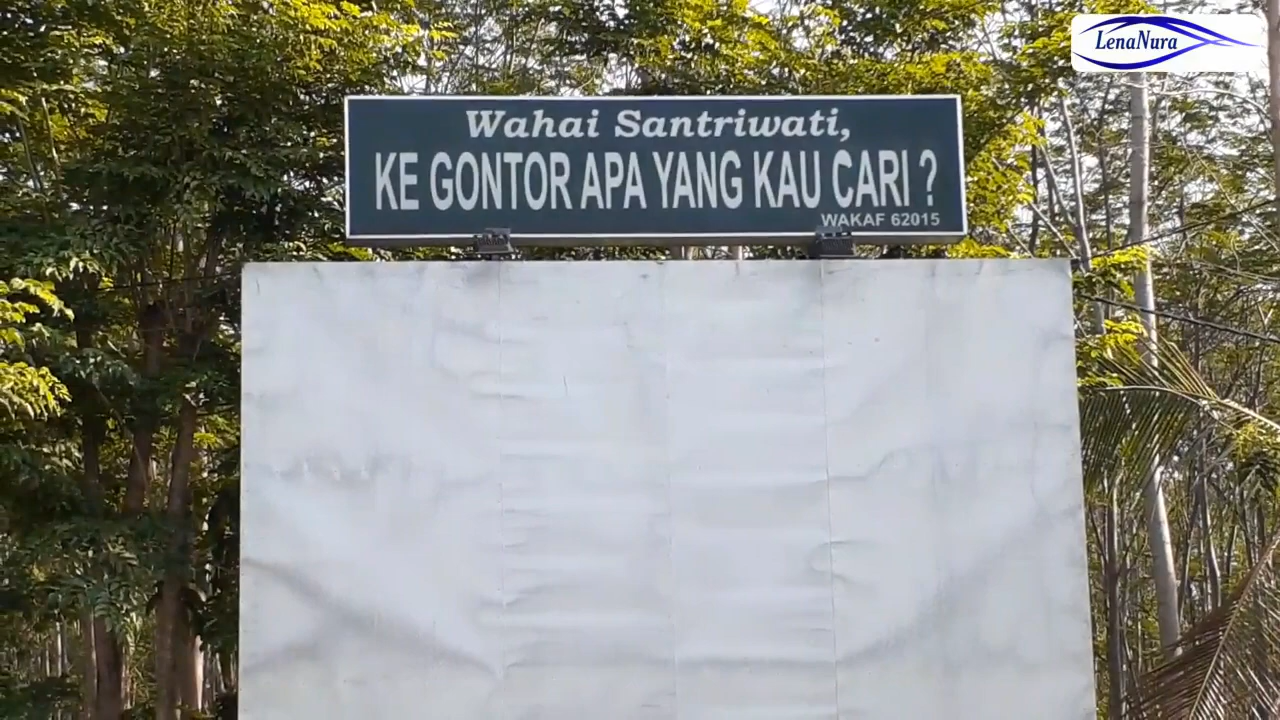 LenaNura
Wahai Santriwati,
KE GONTOR APA YANG KAU CARI ?
WAKAF 62015